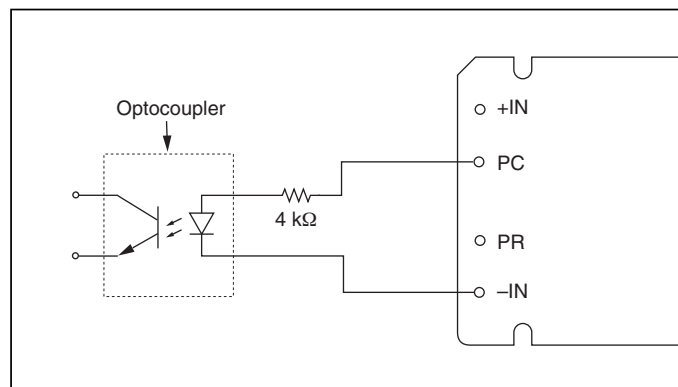 Optocoupler
4 kΩ
+IN
PC
PR
–IN